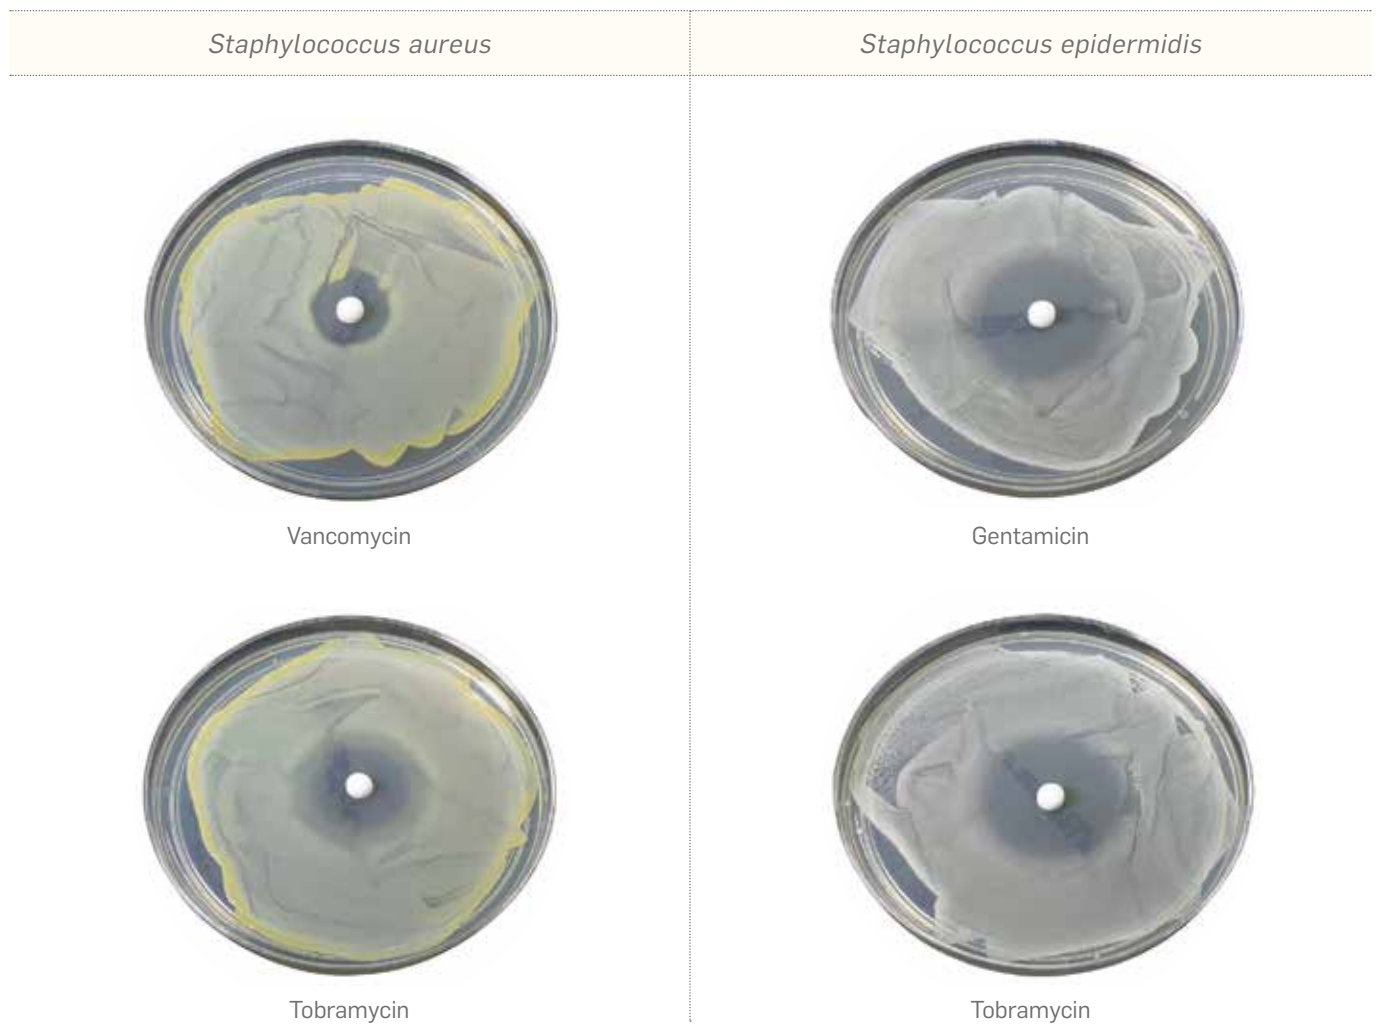 Staphylococcus aureus
Staphylococcus epidermidis
Vancomycin
Gentamicin
Tobramycin
Tobramycin